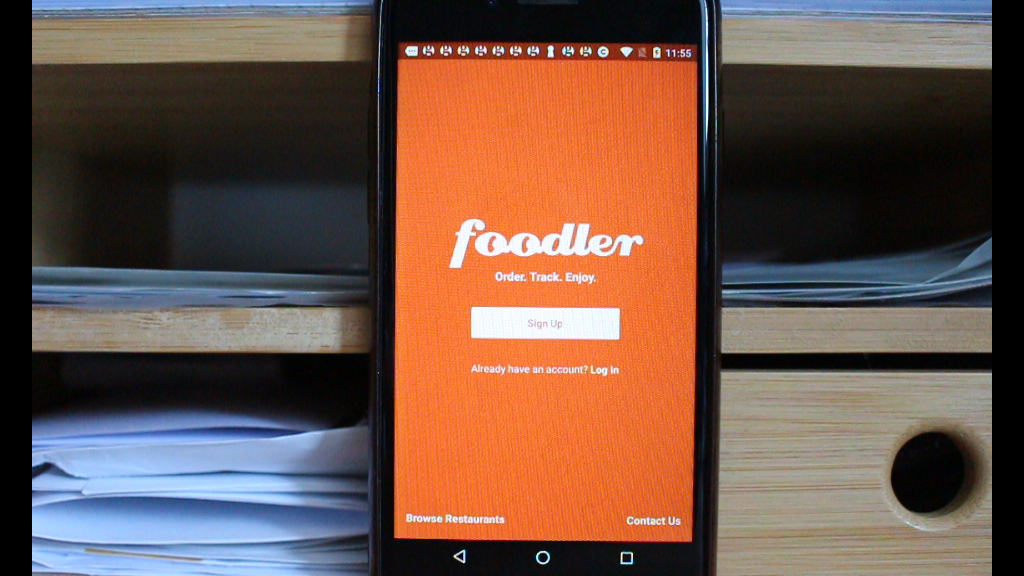 11:55
foodler
Order. Track. Enjoy.
Sign Up
Already have an account? Log in
Browse Restaurants
Contact Us